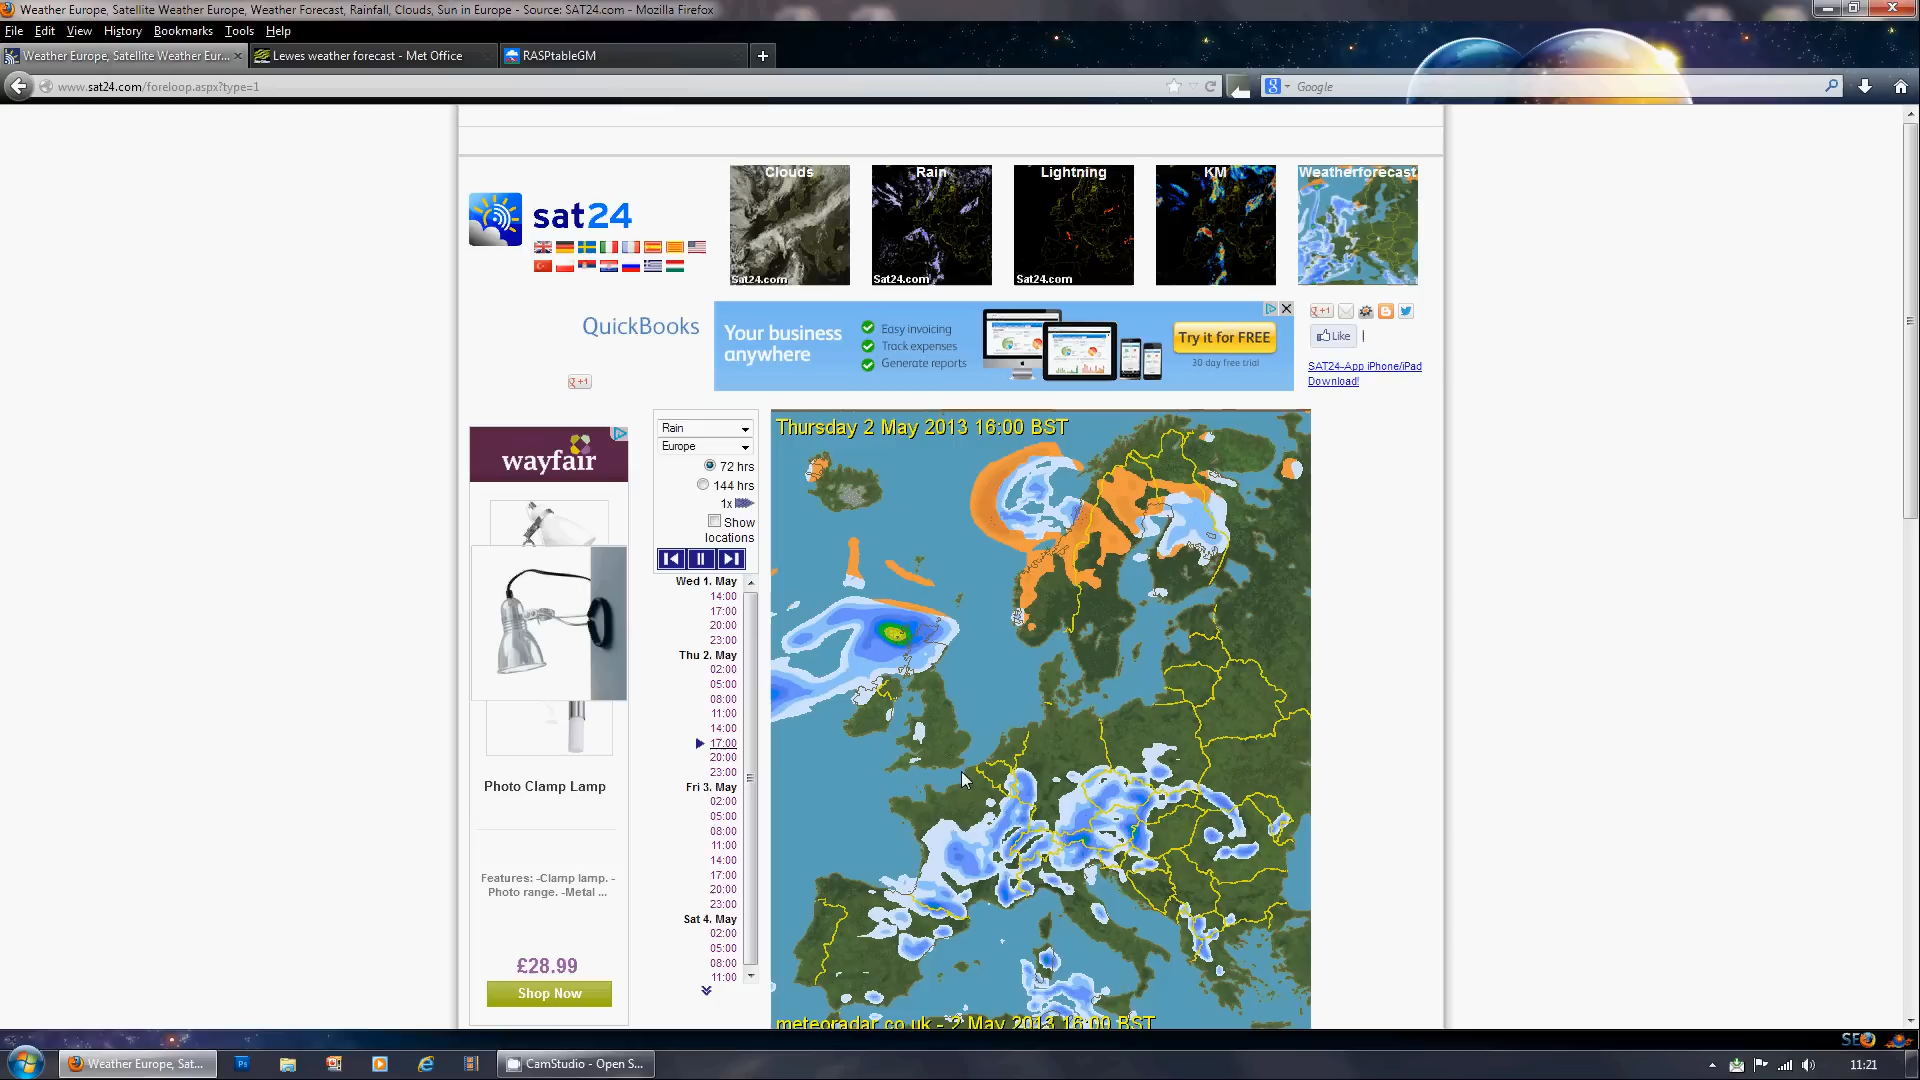 Weather Europe, Satellite Weather Europe, Weather Forecast, Rainfall, Clouds, Sun in Europe - Source: SAT24.com - Mozilla Firefox
File Edit View History Bookmarks Tools Help
Weather Europe, Satellite Weather Eur...
Lewes weather forecast - Met Office
RASPtableGM
www.sat24.com/foreloop.aspx?type=1
Google
sat24
Clouds
Sat24.com
Rain
Sat24.com
Lightning
Sat24.com
KM
Weatherforecast
QuickBooks
Your business
anywhere
Easy invoicing
Track expenses
Generate reports
Try it for FREE
30 day free trial
+1
Like
SAT24-App iPhone/iPad
Download!
+1
wayfair
Photo Clamp Lamp
Features: -Clamp lamp. -
Photo range. -Metal ...
£28.99
Shop Now
Rain
Europe
72 hrs
144 hrs
1x
Show
locations
Wed 1. May
14:00
17:00
20:00
23:00
Thu 2. May
02:00
05:00
08:00
11:00
14:00
17:00
20:00
23:00
Fri 3. May
02:00
05:00
08:00
11:00
14:00
17:00
20:00
23:00
Sat 4. May
02:00
05:00
08:00
11:00
Thursday 2 May 2013 16:00 BST
meteoradar.co.uk - 2 May 2013 16:00 BST
Weather Europe, Sat...
Ps
CamStudio - Open S...
11:21